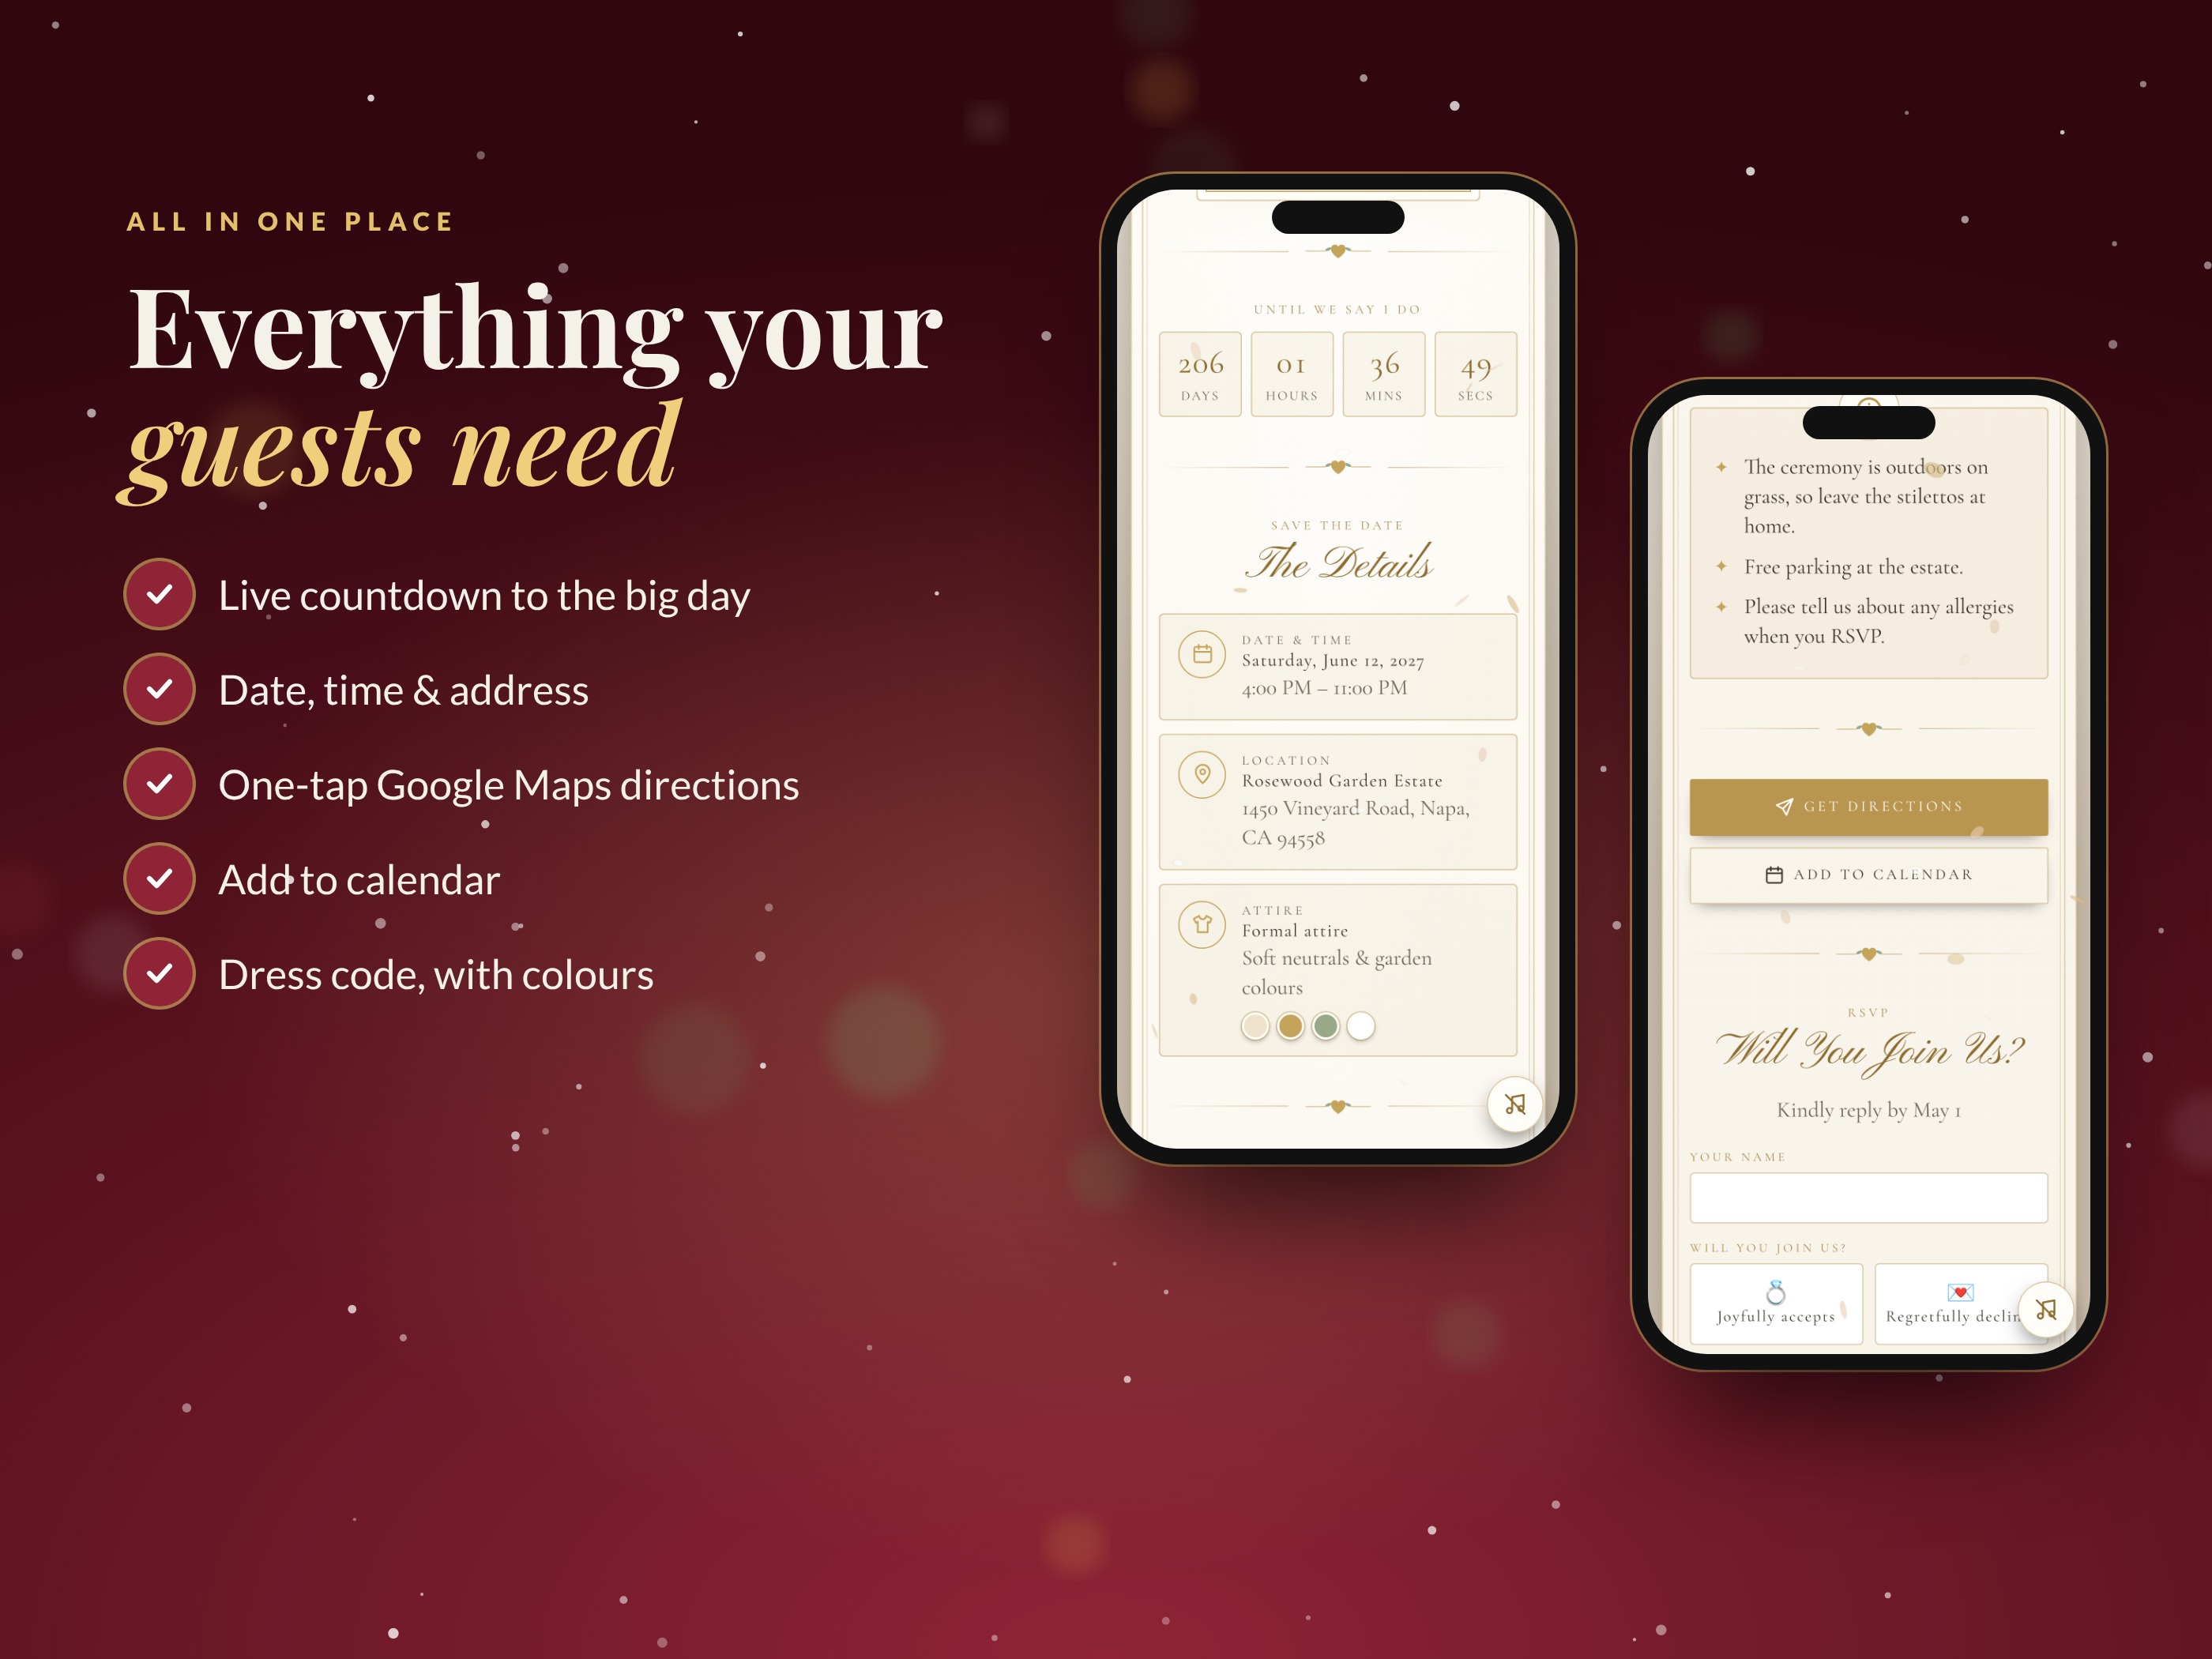 ALL IN ONE PLACE
Everything your
guests need
Live countdown to the big day
Date, time & address
One-tap Google Maps directions
Add to calendar
Dress code, with colours
UNTIL WE SAY I DO
206 01 36 49
DAYS HOURS MINS SECS
SAVE THE DATE
The Details
DATE & TIME
Saturday, June 12, 2027
4:00 PM – 11:00 PM
LOCATION
Rosewood Garden Estate
1450 Vineyard Road, Napa,
CA 94558
ATTIRE
Formal attire
Soft neutrals & garden
colours
The ceremony is outdoors on
grass, so leave the stilettos at
home.
Free parking at the estate.
Please tell us about any allergies
when you RSVP.
GET DIRECTIONS
ADD TO CALENDAR
RSVP
Will You Join Us?
Kindly reply by May 1
YOUR NAME
WILL YOU JOIN US?
Joyfully accepts Regretfully